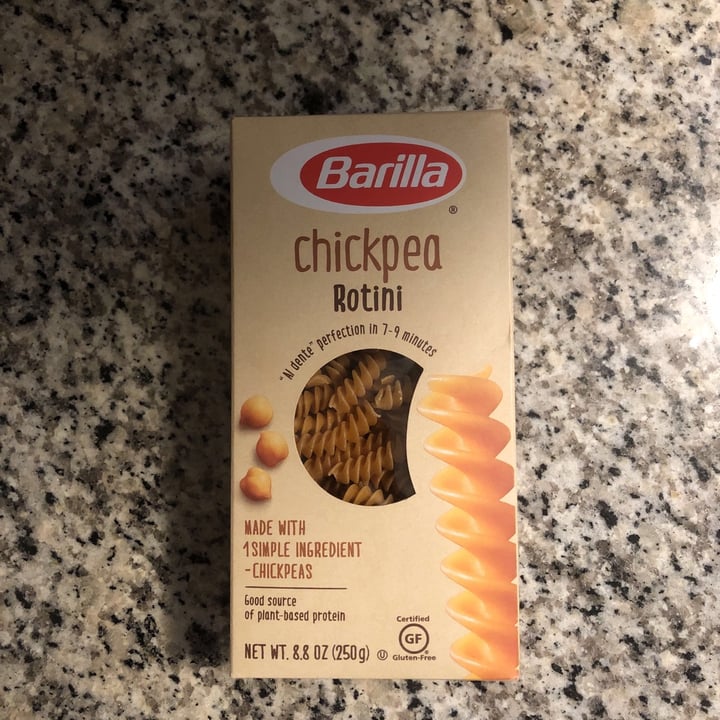 Barilla
®
chickpea
Rotini
"Al dente" perfection in 7-9 minutes
MADE WITH
1 SIMPLE INGREDIENT
-CHICKPEAS
Good source
of plant-based protein
Certified
GF
Gluten-Free
NET WT. 8.8 OZ (250g) Ⓤ